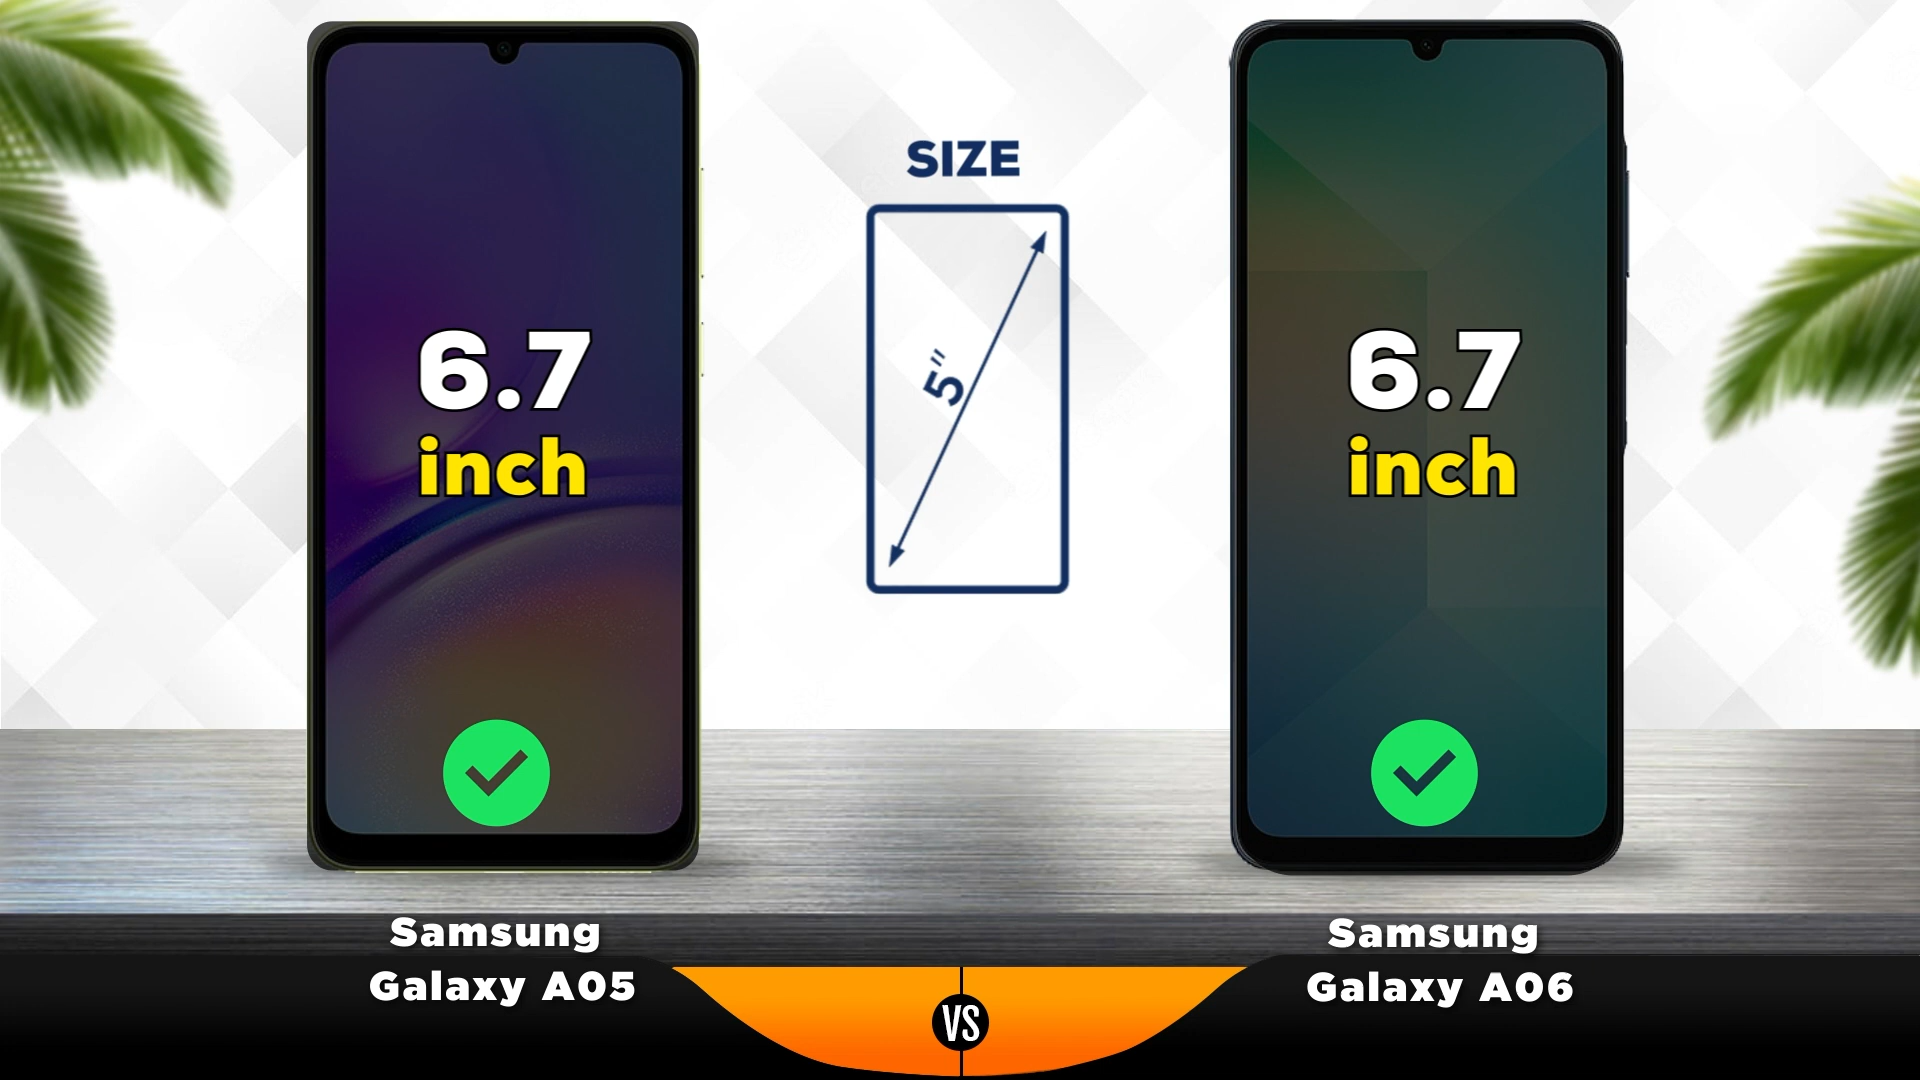 SIZE
5"
6.7
inch
6.7
inch
Samsung
Galaxy A05
VS
Samsung
Galaxy A06